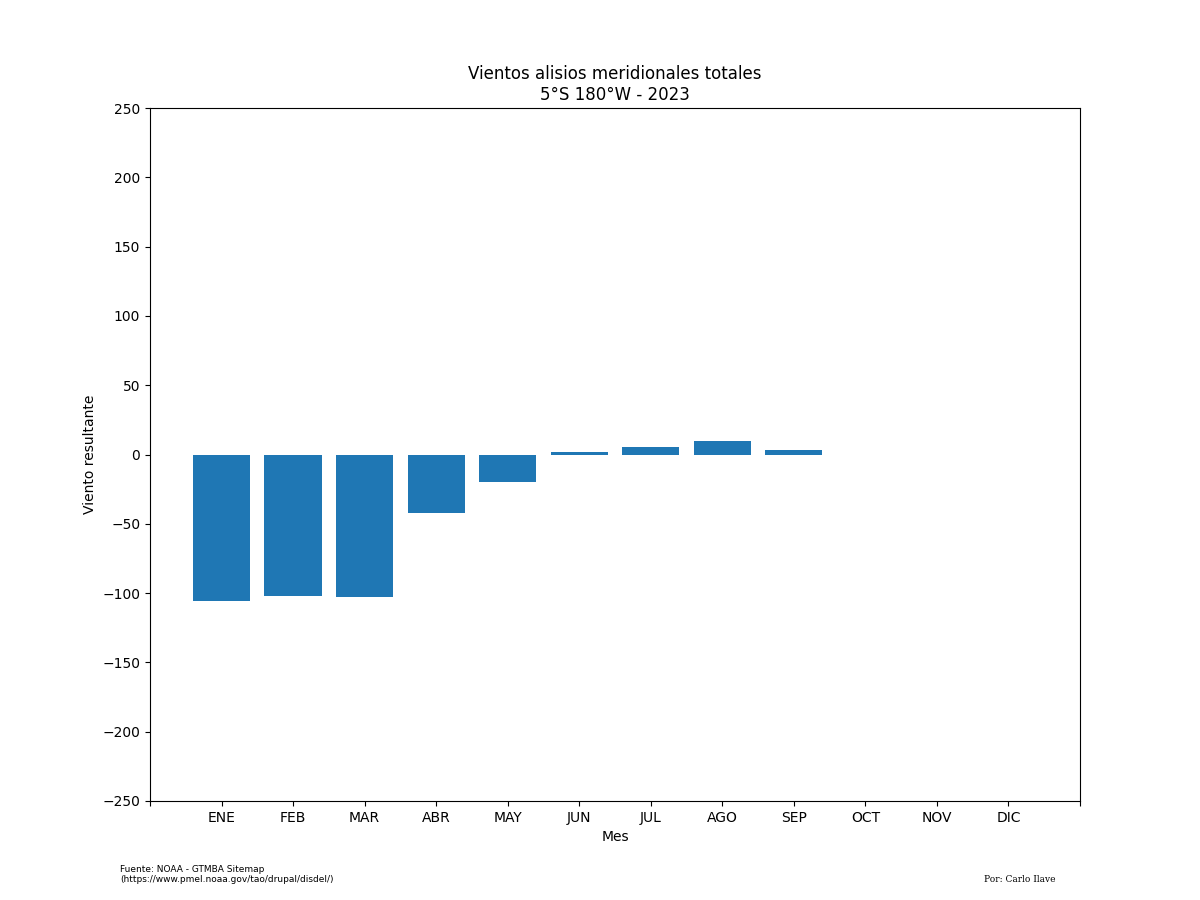 Vientos alisios meridionales totales
5°S 180°W - 2023
250
200
150
100
50
0
−50
−100
−150
−200
−250
Viento resultante
ENE FEB MAR ABR MAY JUN JUL AGO SEP OCT NOV DIC
Mes
Fuente: NOAA - GTMBA Sitemap
(https://www.pmel.noaa.gov/tao/drupal/disdel/)
Por: Carlo Ilave